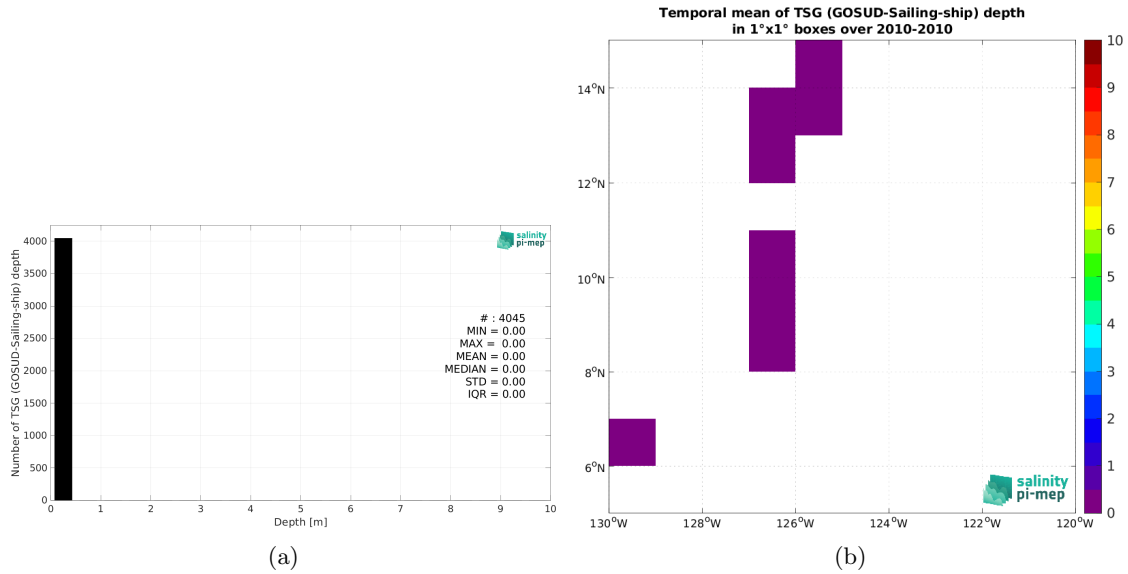 4000
3500
3000
2500
2000
1500
1000
500
0
Number of TSG (GOSUD-Sailing-ship) depth
salinity
pi-mep
# : 4045
MIN = 0.00
MAX = 0.00
MEAN = 0.00
MEDIAN = 0.00
STD = 0.00
IQR = 0.00
0 1 2 3 4 5 6 7 8 9 10
Depth [m]
(a)
Temporal mean of TSG (GOSUD-Sailing-ship) depth
in 1°x1° boxes over 2010-2010
14°N
12°N
10°N
8°N
6°N
130°W 128°W 126°W 124°W 122°W 120°W
salinity
pi-mep
10
9
8
7
6
5
4
3
2
1
0
(b)